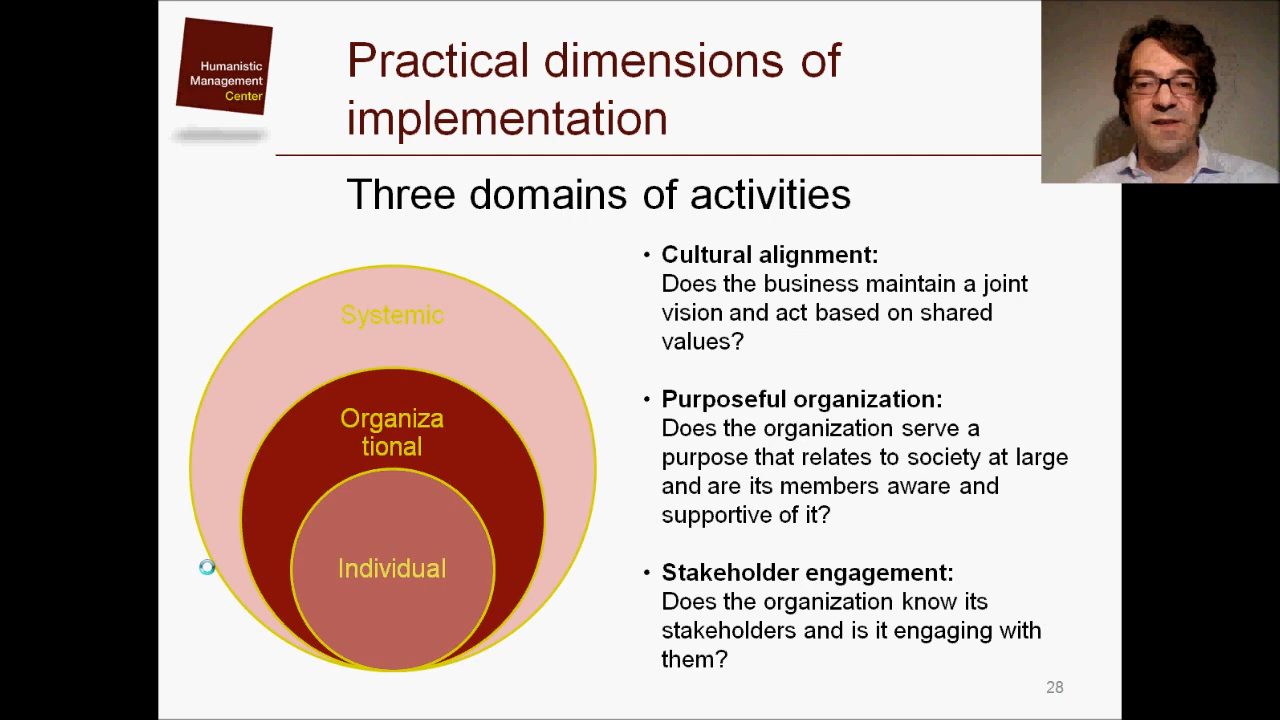 Humanistic
Management
Center
Practical dimensions of
implementation
Three domains of activities
Systemic
Organiza
tional
Individual
• Cultural alignment:
Does the business maintain a joint
vision and act based on shared
values?
• Purposeful organization:
Does the organization serve a
purpose that relates to society at large
and are its members aware and
supportive of it?
• Stakeholder engagement:
Does the organization know its
stakeholders and is it engaging with
them?
28